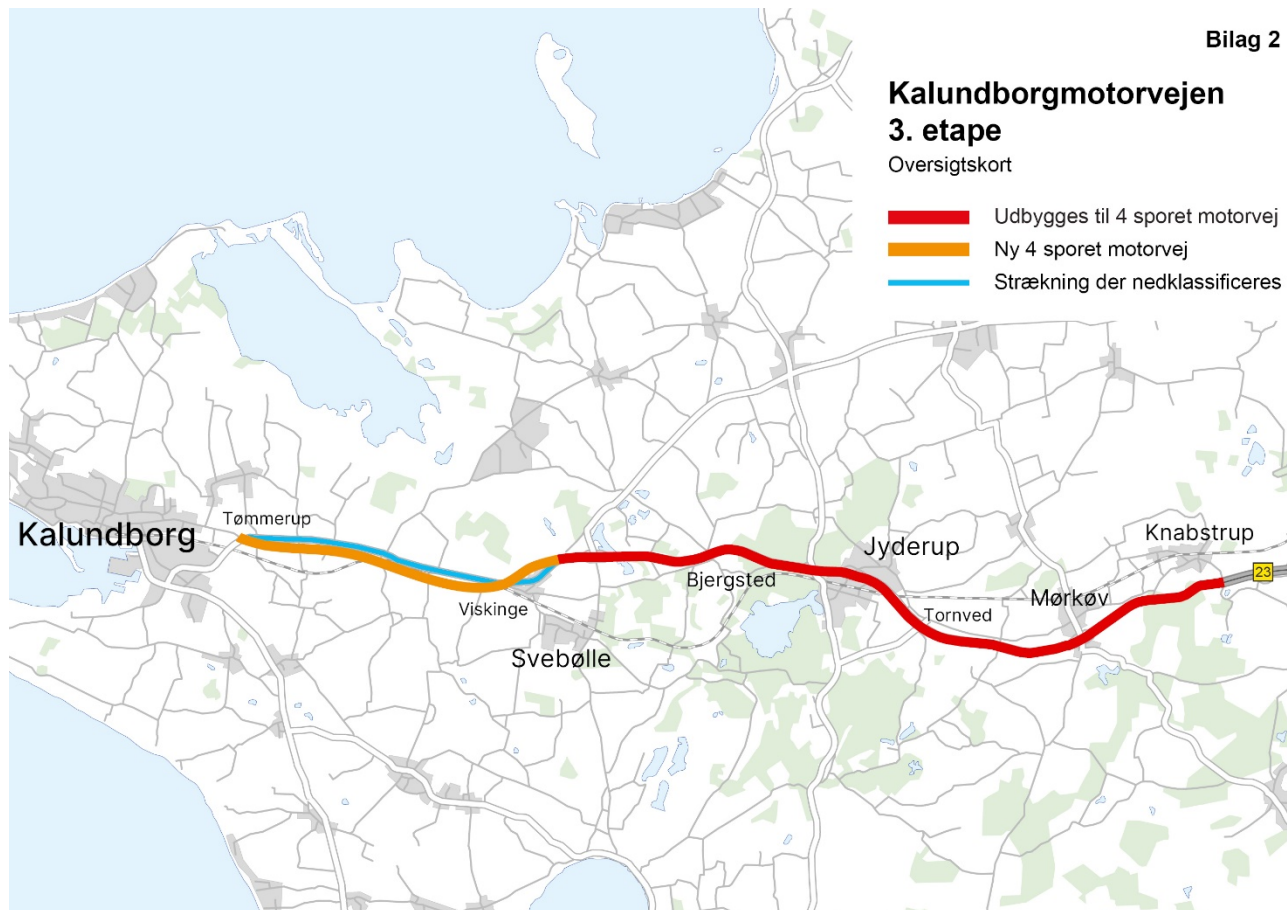 Bilag 2
Kalundborgmotorvejen
3. etape
Oversigtskort
Udbygges til 4 sporet motorvej
Ny 4 sporet motorvej
Strækning der nedklassificeres
Kalundborg
Tømmerup
Viskinge
Svebølle
Bjergsted
Jyderup
Tornved
Mørkøv
Knabstrup
23